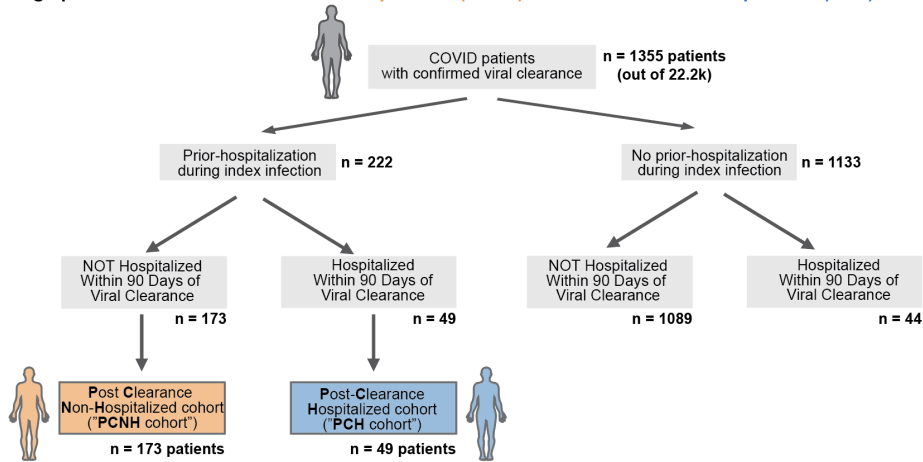 COVID patients
with confirmed viral clearance
n = 1355 patients
(out of 22.2k)
Prior-hospitalization
during index infection
n = 222
No prior-hospitalization
during index infection
n = 1133
NOT Hospitalized
Within 90 Days of
Viral Clearance
n = 173
Hospitalized
Within 90 Days of
Viral Clearance
n = 49
NOT Hospitalized
Within 90 Days of
Viral Clearance
n = 1089
Hospitalized
Within 90 Days of
Viral Clearance
n = 44
Post Clearance
Non-Hospitalized cohort
("PCNH cohort")
n = 173 patients
Post-Clearance
Hospitalized cohort
("PCH cohort")
n = 49 patients